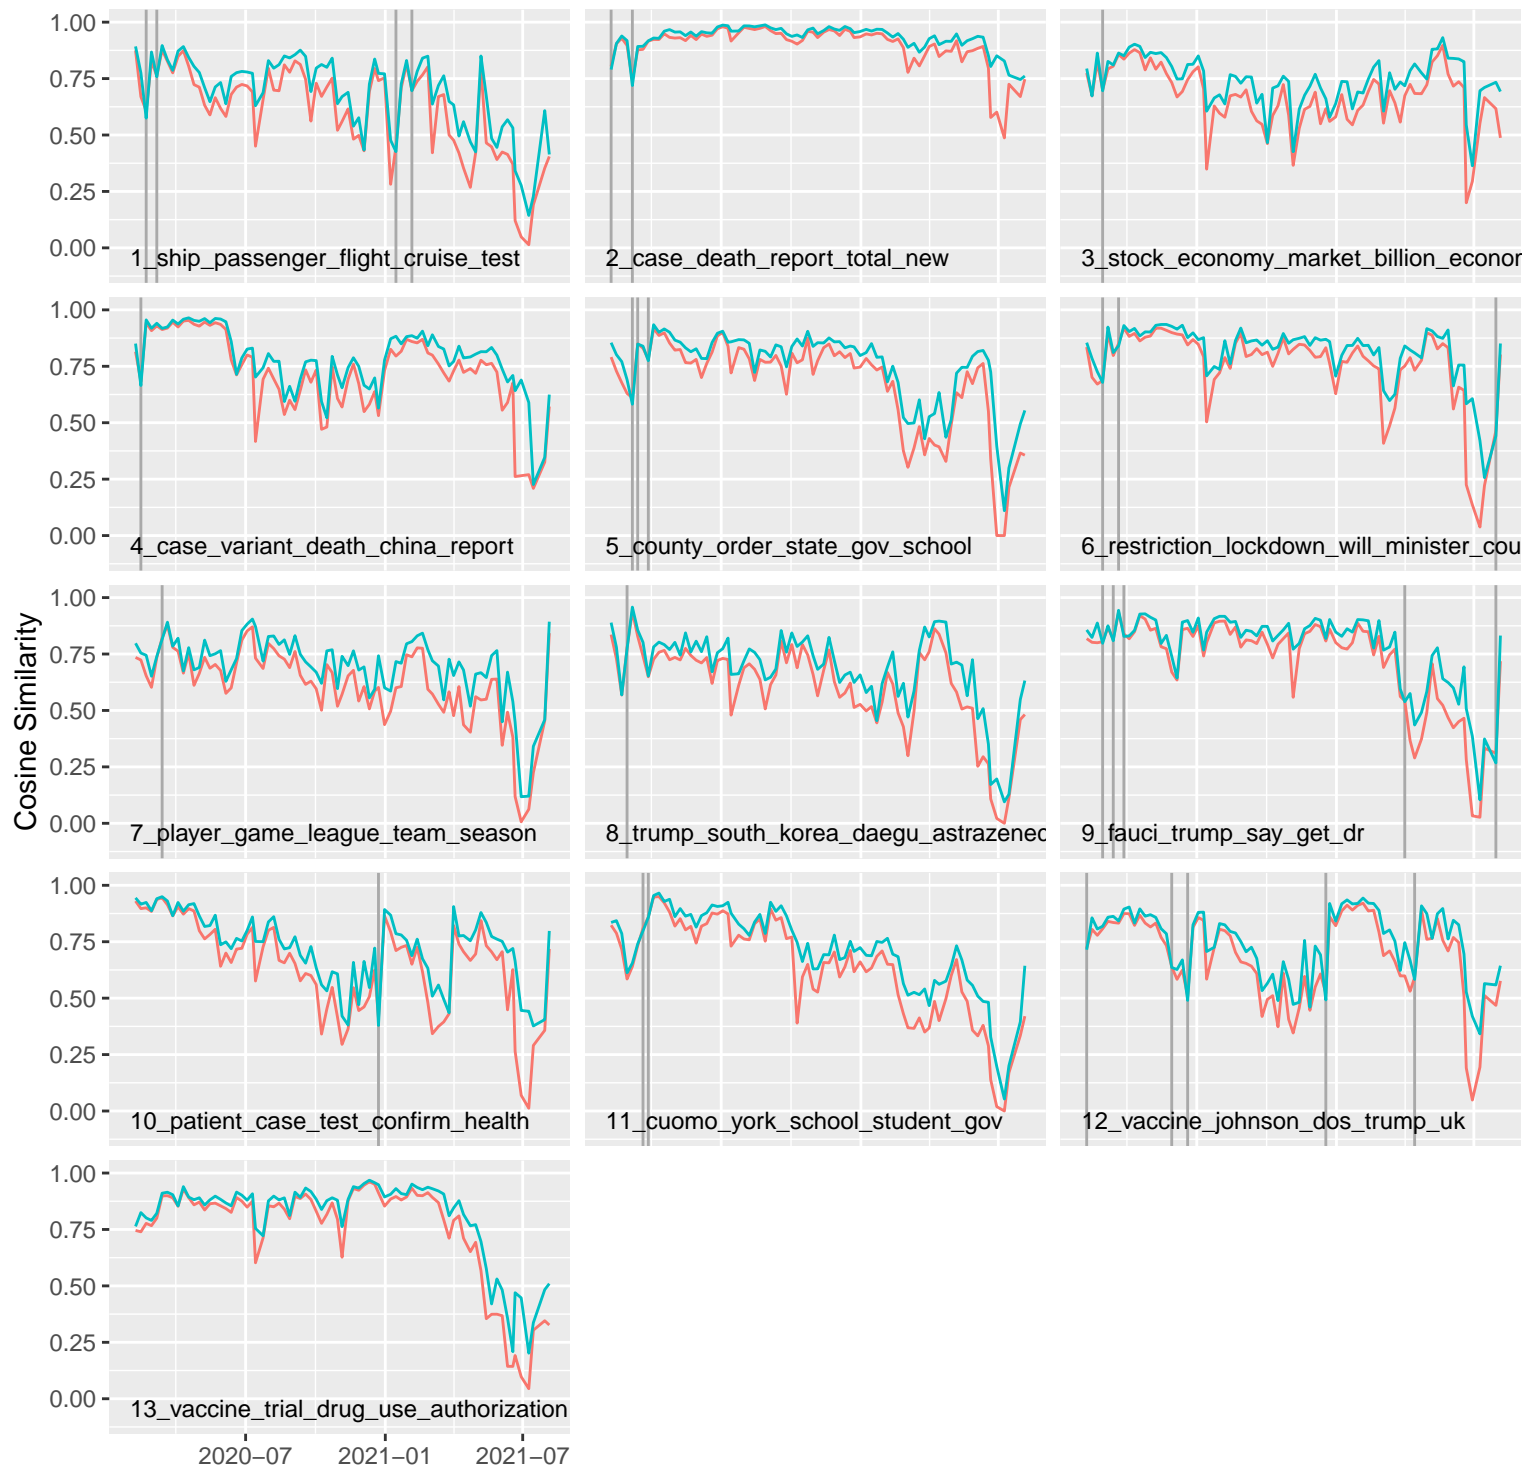 1.00
0.75
0.50
0.25
0.00
1_ship_passenger_flight_cruise_test
2_case_death_report_total_new
3_stock_economy_market_billion_econor
1.00
0.75
0.50
0.25
0.00
4_case_variant_death_china_report
5_county_order_state_gov_school
6_restriction_lockdown_will_minister_cou
Cosine Similarity
1.00
0.75
0.50
0.25
0.00
7_player_game_league_team_season
8_trump_south_korea_daegu_astrazenec
9_fauci_trump_say_get_dr
1.00
0.75
0.50
0.25
0.00
10_patient_case_test_confirm_health
11_cuomo_york_school_student_gov
12_vaccine_johnson_dos_trump_uk
1.00
0.75
0.50
0.25
0.00
13_vaccine_trial_drug_use_authorization
2020−07
2021−01
2021−07